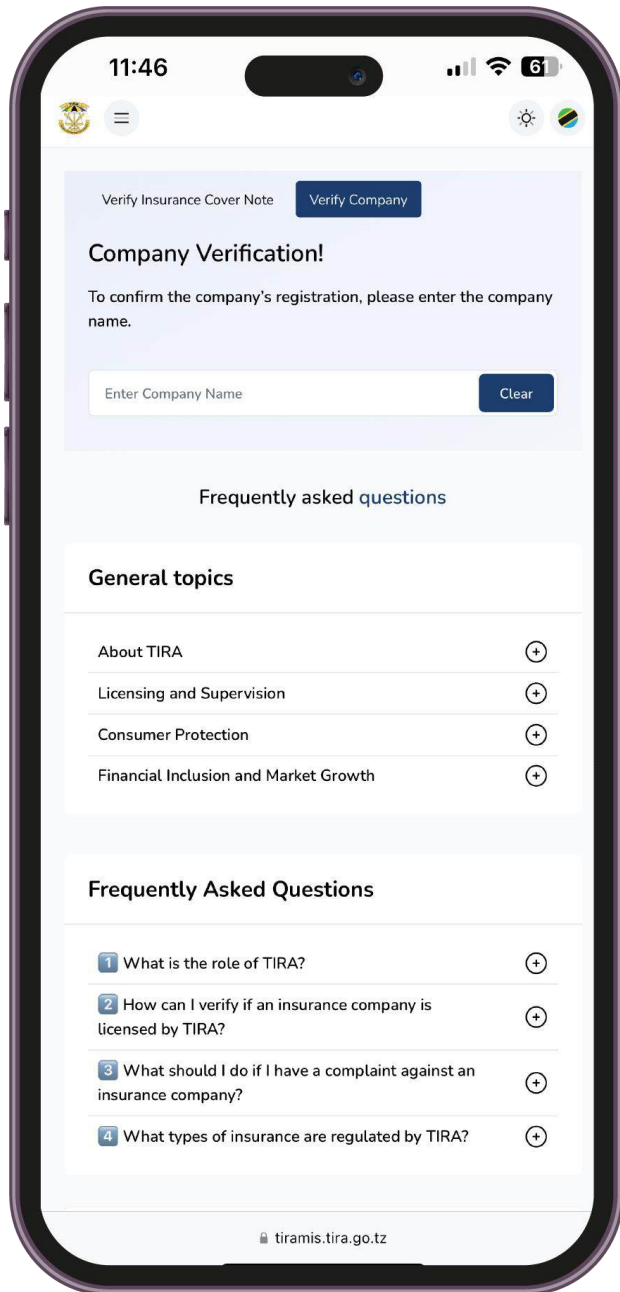 11:46
61
Verify Insurance Cover Note
Verify Company
Company Verification!
To confirm the company's registration, please enter the company
name.
Enter Company Name
Clear
Frequently asked questions
General topics
About TIRA
Licensing and Supervision
Consumer Protection
Financial Inclusion and Market Growth
Frequently Asked Questions
1 What is the role of TIRA?
2 How can I verify if an insurance company is
licensed by TIRA?
3 What should I do if I have a complaint against an
insurance company?
4 What types of insurance are regulated by TIRA?
tiramis.tira.go.tz